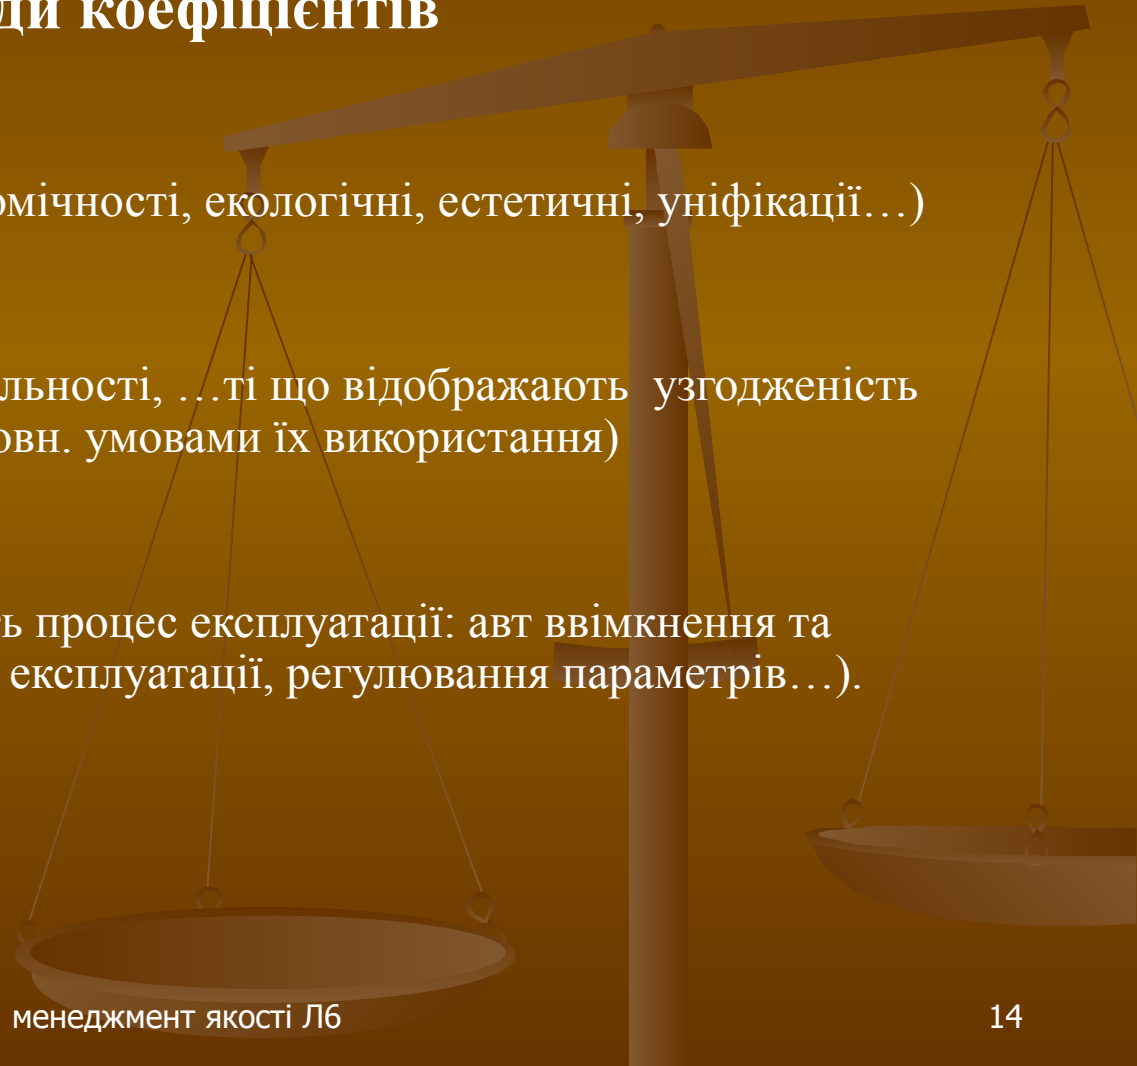 ди коефіцієнтів
омічності, екологічні, естетичні, уніфікації…)
льності, …ті що відображають узгодженість
овн. умовами їх використання)
ь процес експлуатації: авт ввімкнення та
експлуатації, регулювання параметрів…).
менеджмент якості Л6
14